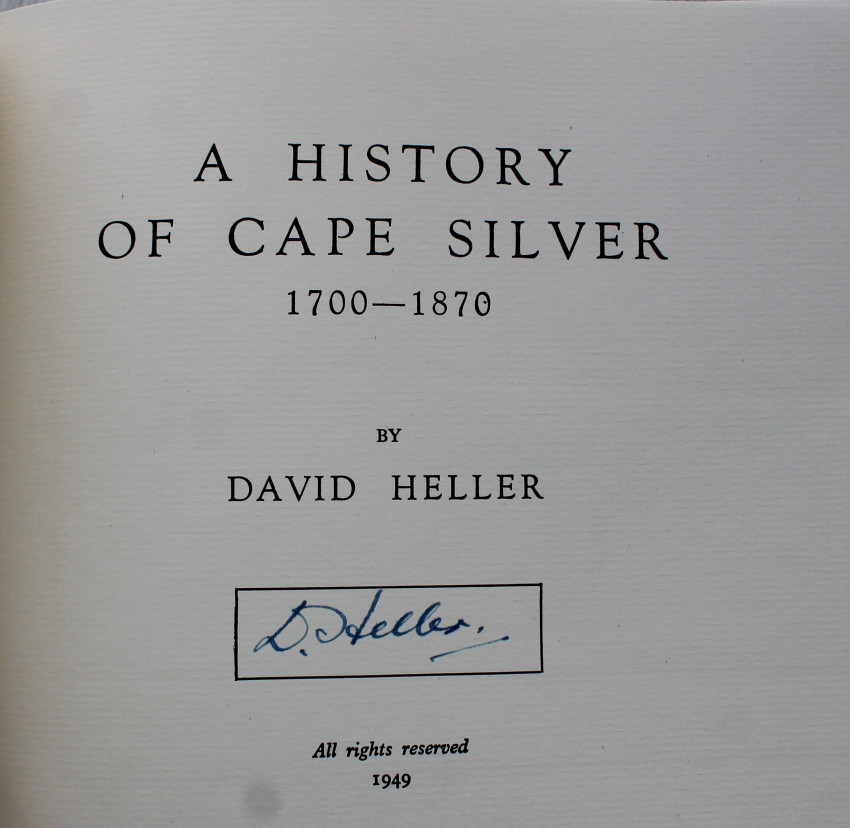 A HISTORY
OF CAPE SILVER
1700—1870
BY
DAVID HELLER
D. Heller.
All rights reserved
1949